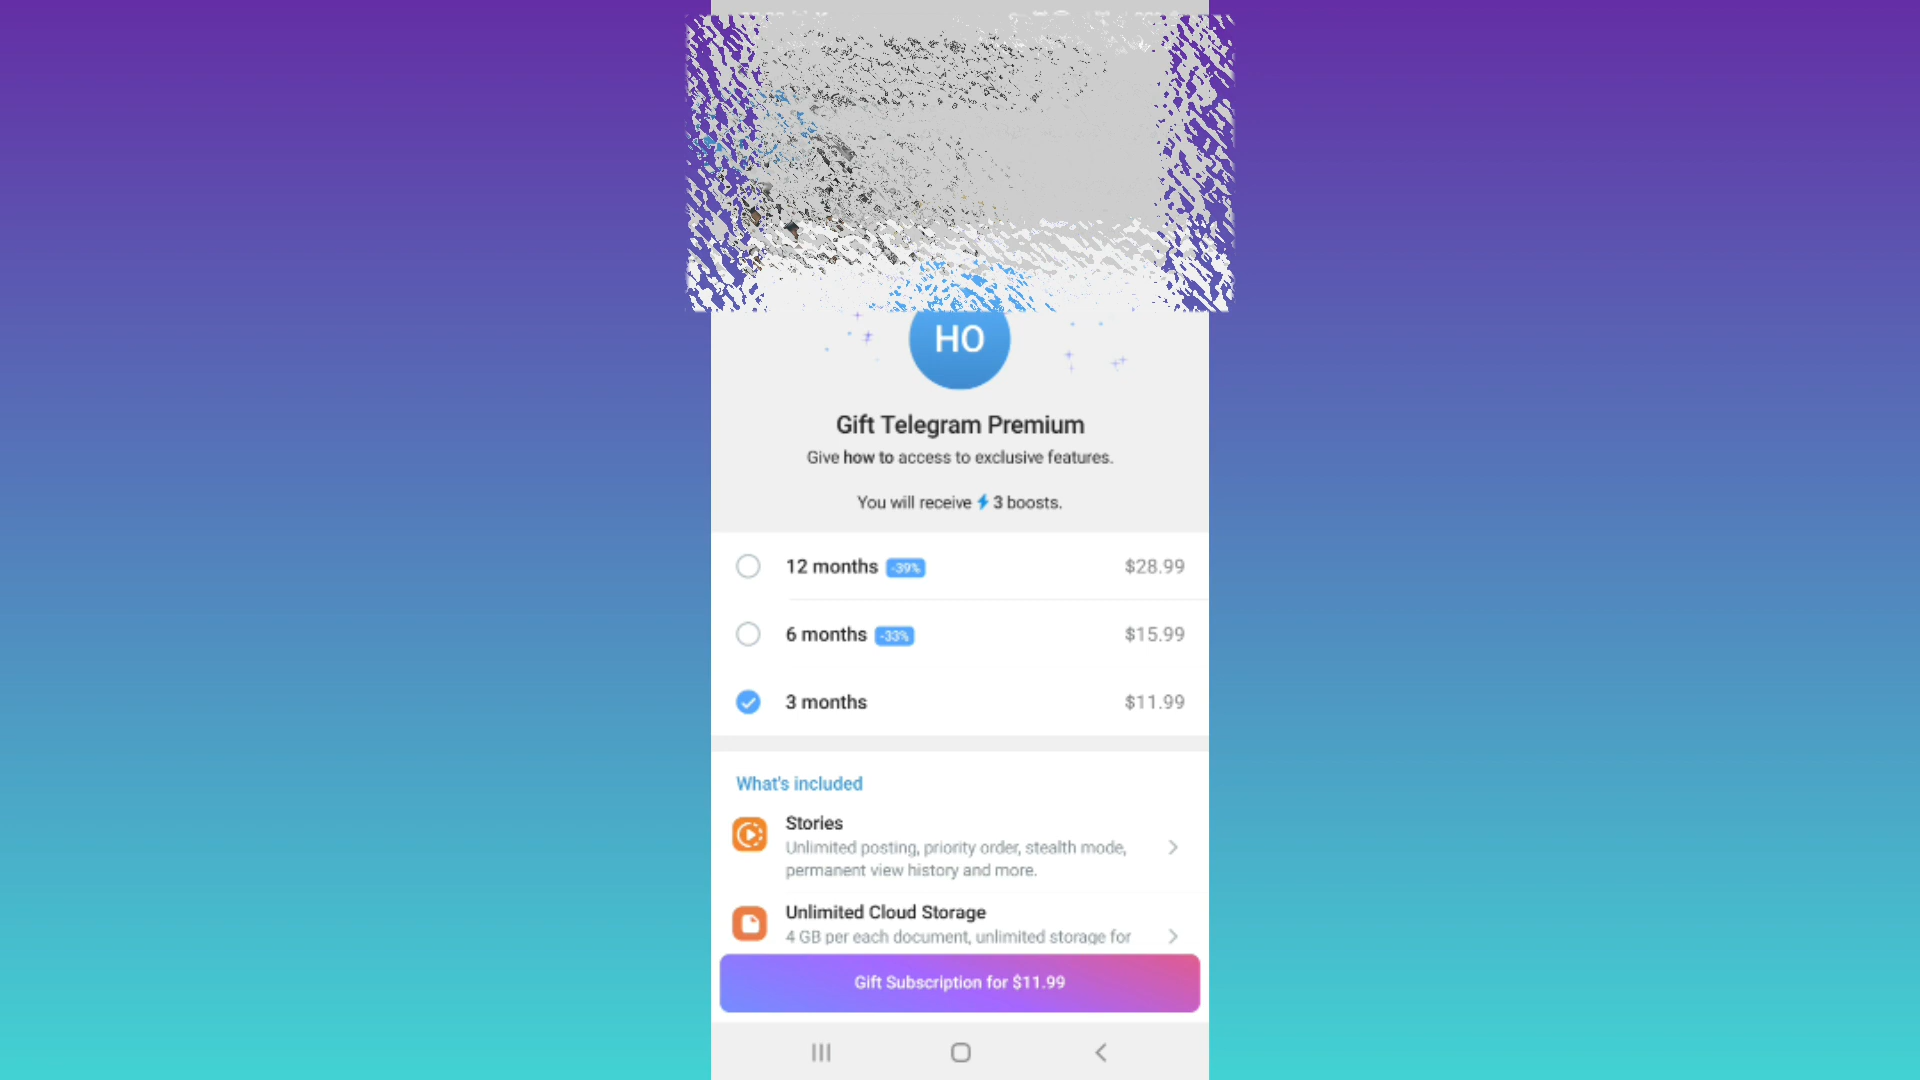 HO
Gift Telegram Premium
Give how to access to exclusive features.
You will receive ⚡ 3 boosts.
12 months -39% $28.99
6 months -33% $15.99
3 months $11.99
What's included
Stories
Unlimited posting, priority order, stealth mode,
permanent view history and more.
Unlimited Cloud Storage
4 GB per each document, unlimited storage for
Gift Subscription for $11.99